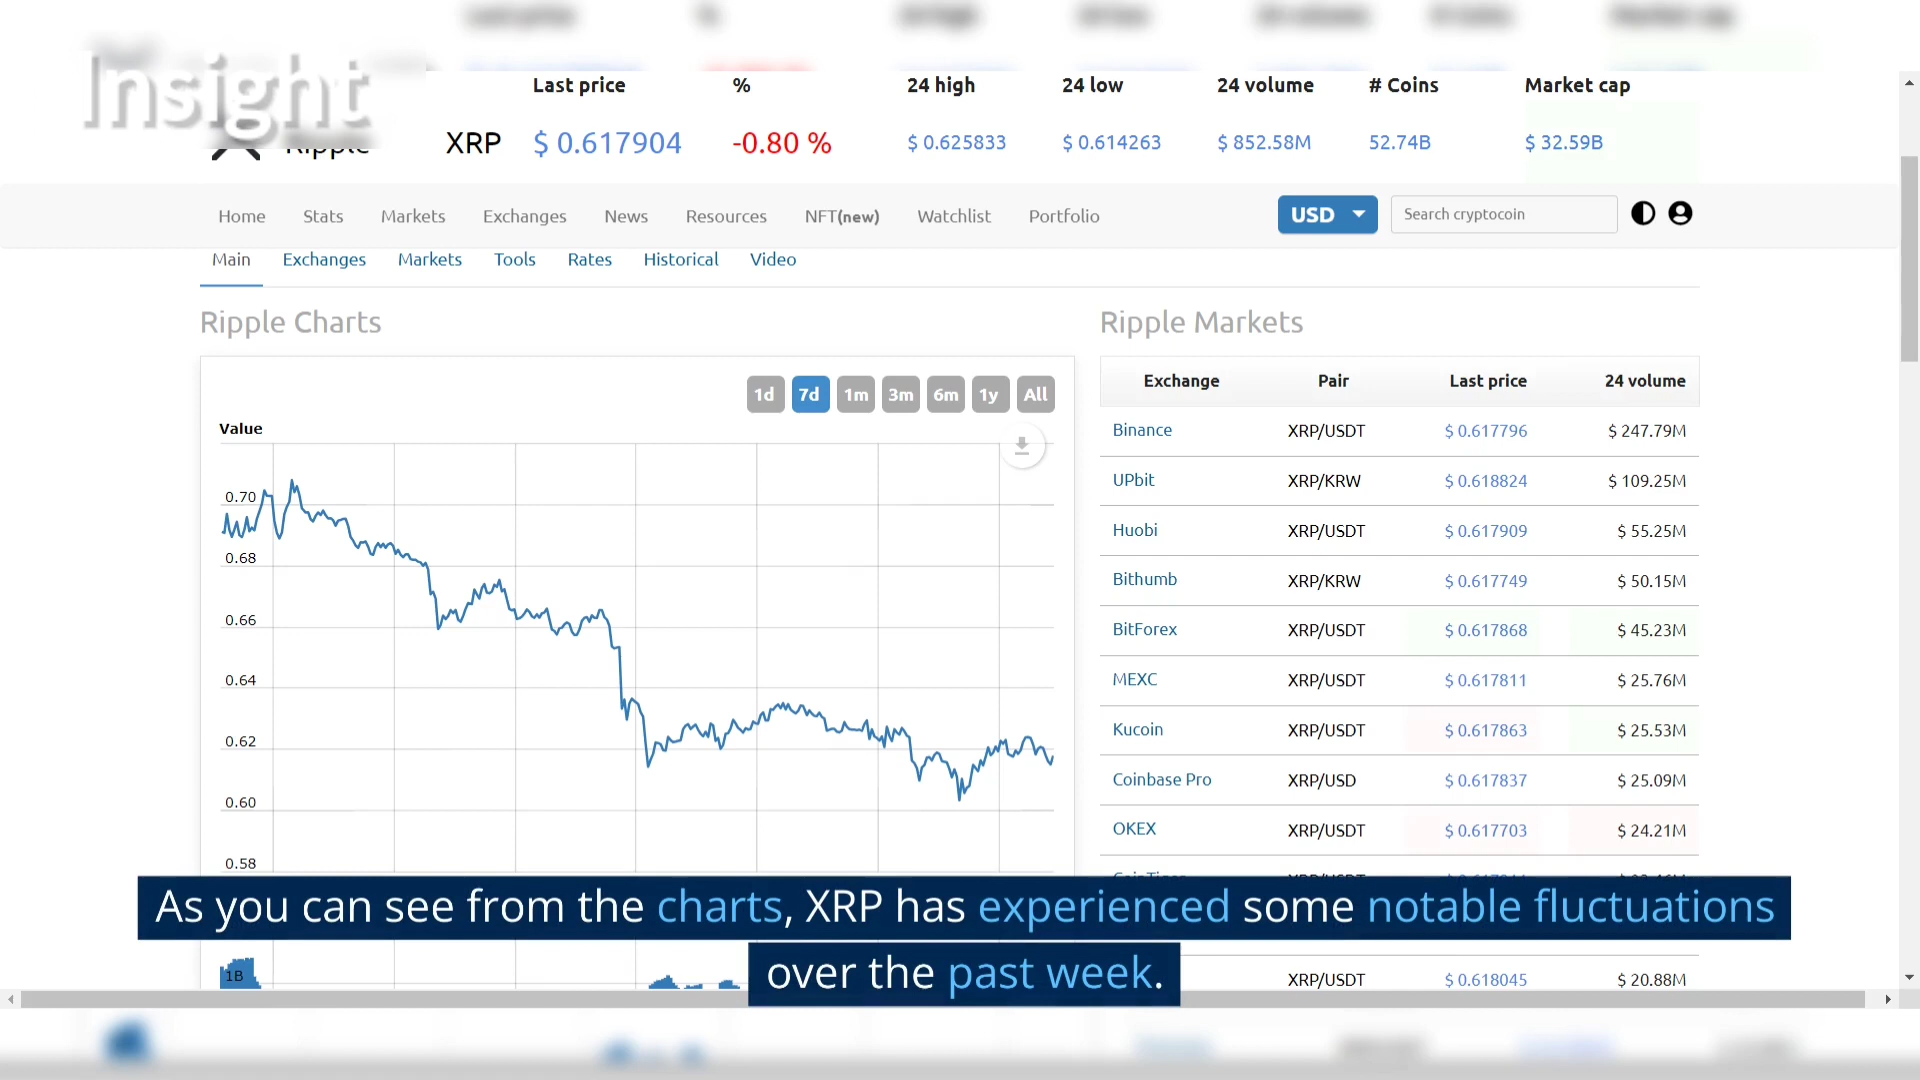 Insight
Last price % 24 high 24 low 24 volume # Coins Market cap
Ripple XRP $ 0.617904 -0.80 % $ 0.625833 $ 0.614263 $ 852.58M 52.74B $ 32.59B
Home Stats Markets Exchanges News Resources NFT(new) Watchlist Portfolio USD Search cryptocoin
Main Exchanges Markets Tools Rates Historical Video
Ripple Charts
1d 7d 1m 3m 6m 1y All
Value
0.70
0.68
0.66
0.64
0.62
0.60
0.58
1B
Ripple Markets
Exchange Pair Last price 24 volume
Binance XRP/USDT $ 0.617796 $ 247.79M
UPbit XRP/KRW $ 0.618824 $ 109.25M
Huobi XRP/USDT $ 0.617909 $ 55.25M
Bithumb XRP/KRW $ 0.617749 $ 50.15M
BitForex XRP/USDT $ 0.617868 $ 45.23M
MEXC XRP/USDT $ 0.617811 $ 25.76M
Kucoin XRP/USDT $ 0.617863 $ 25.53M
Coinbase Pro XRP/USD $ 0.617837 $ 25.09M
OKEX XRP/USDT $ 0.617703 $ 24.21M
XRP/USDT $ 0.618045 $ 20.88M
As you can see from the charts, XRP has experienced some notable fluctuations
over the past week.